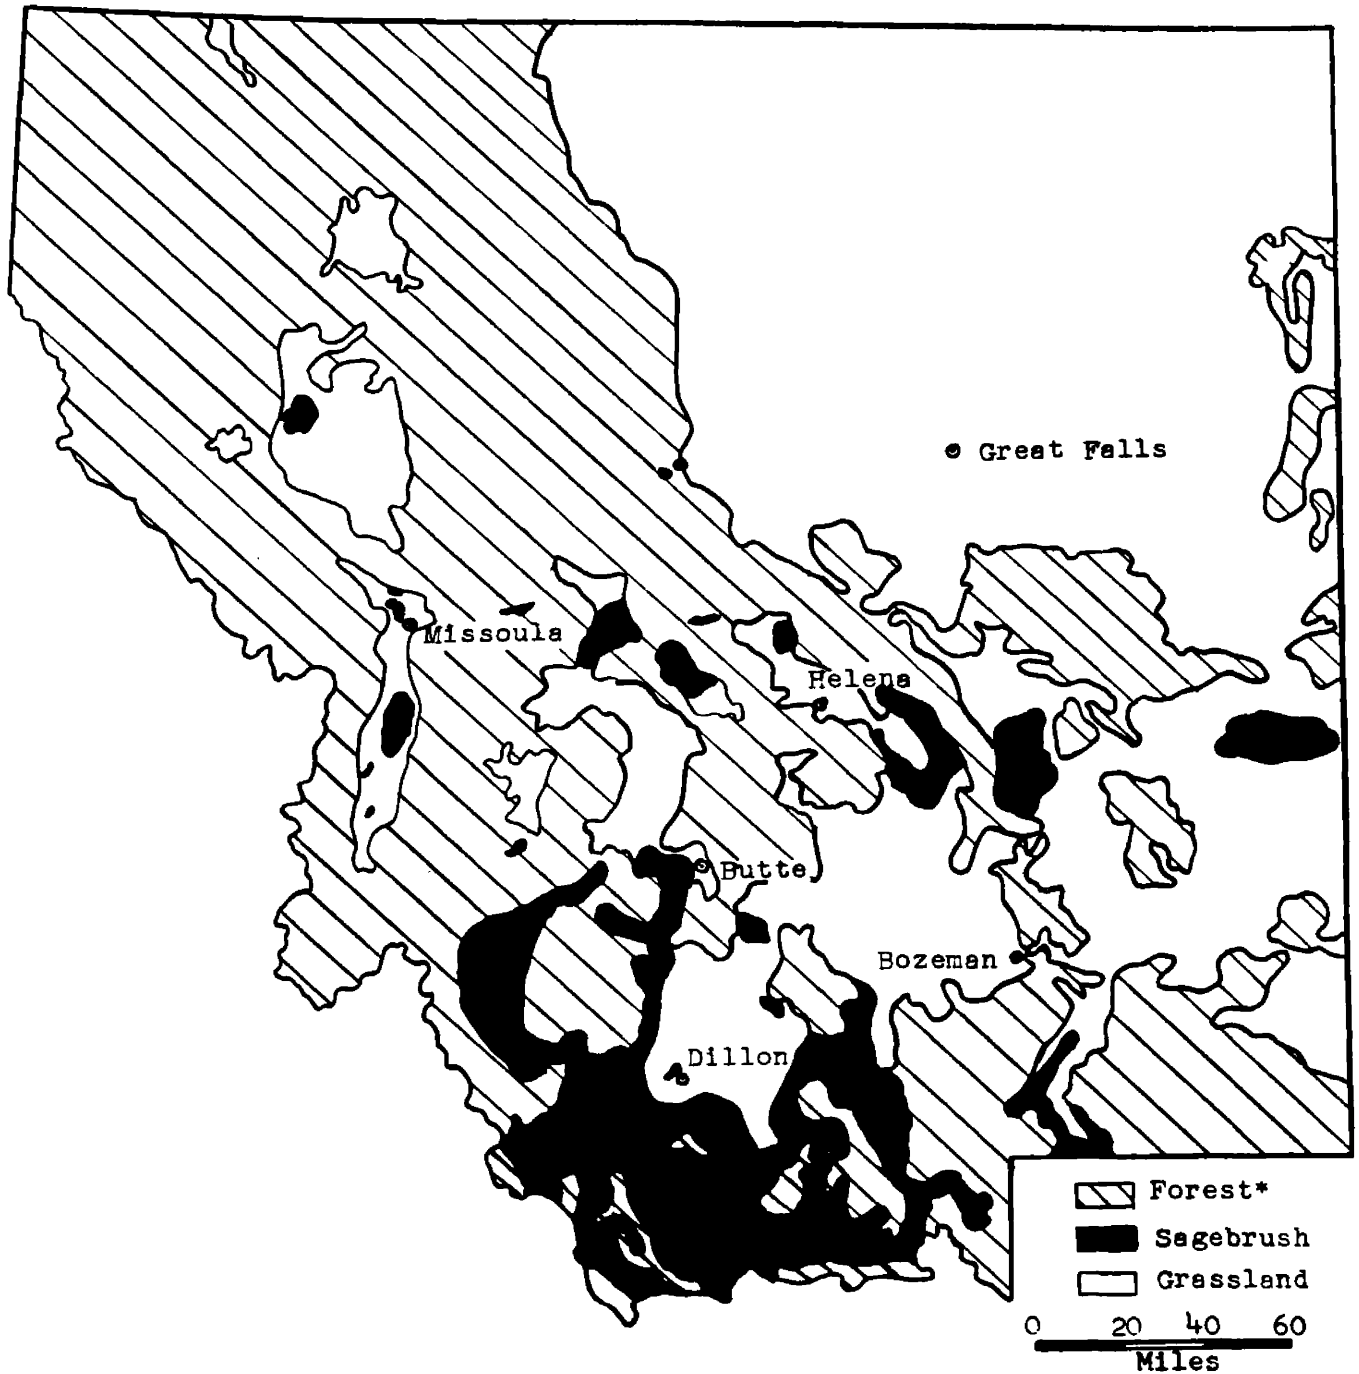 Great Falls
Missoula
Helena
Butte
Bozeman
Dillon
Forest*
Sagebrush
Grassland
0 20 40 60
Miles